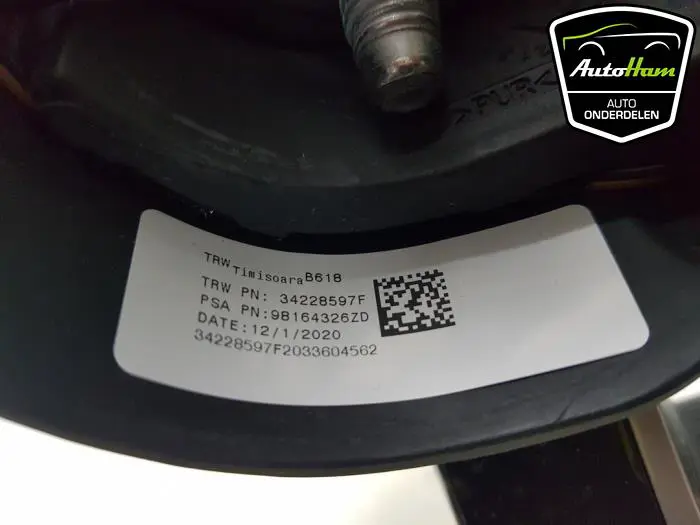 AutoHam
AUTO
ONDERDELEN
>PUR<
TRW Timisoara B618
TRW PN: 34228597F
PSA PN:98164326ZD
DATE:12/1/2020
34228597F2033604562